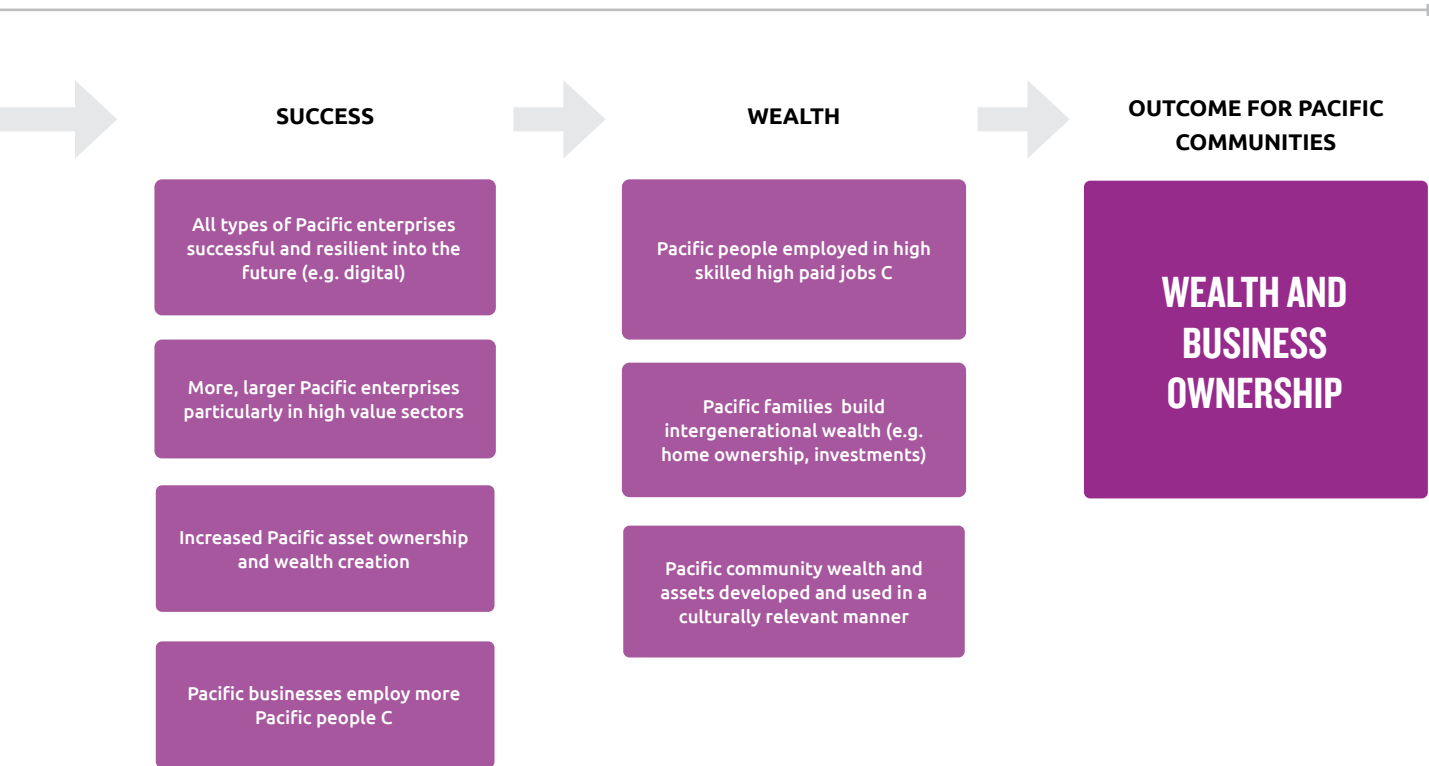 SUCCESS
All types of Pacific enterprises
successful and resilient into the
future (e.g. digital)
More, larger Pacific enterprises
particularly in high value sectors
Increased Pacific asset ownership
and wealth creation
Pacific businesses employ more
Pacific people C
WEALTH
Pacific people employed in high
skilled high paid jobs C
Pacific families  build
intergenerational wealth (e.g.
home ownership, investments)
Pacific community wealth and
assets developed and used in a
culturally relevant manner
OUTCOME FOR PACIFIC
COMMUNITIES
WEALTH AND
BUSINESS
OWNERSHIP